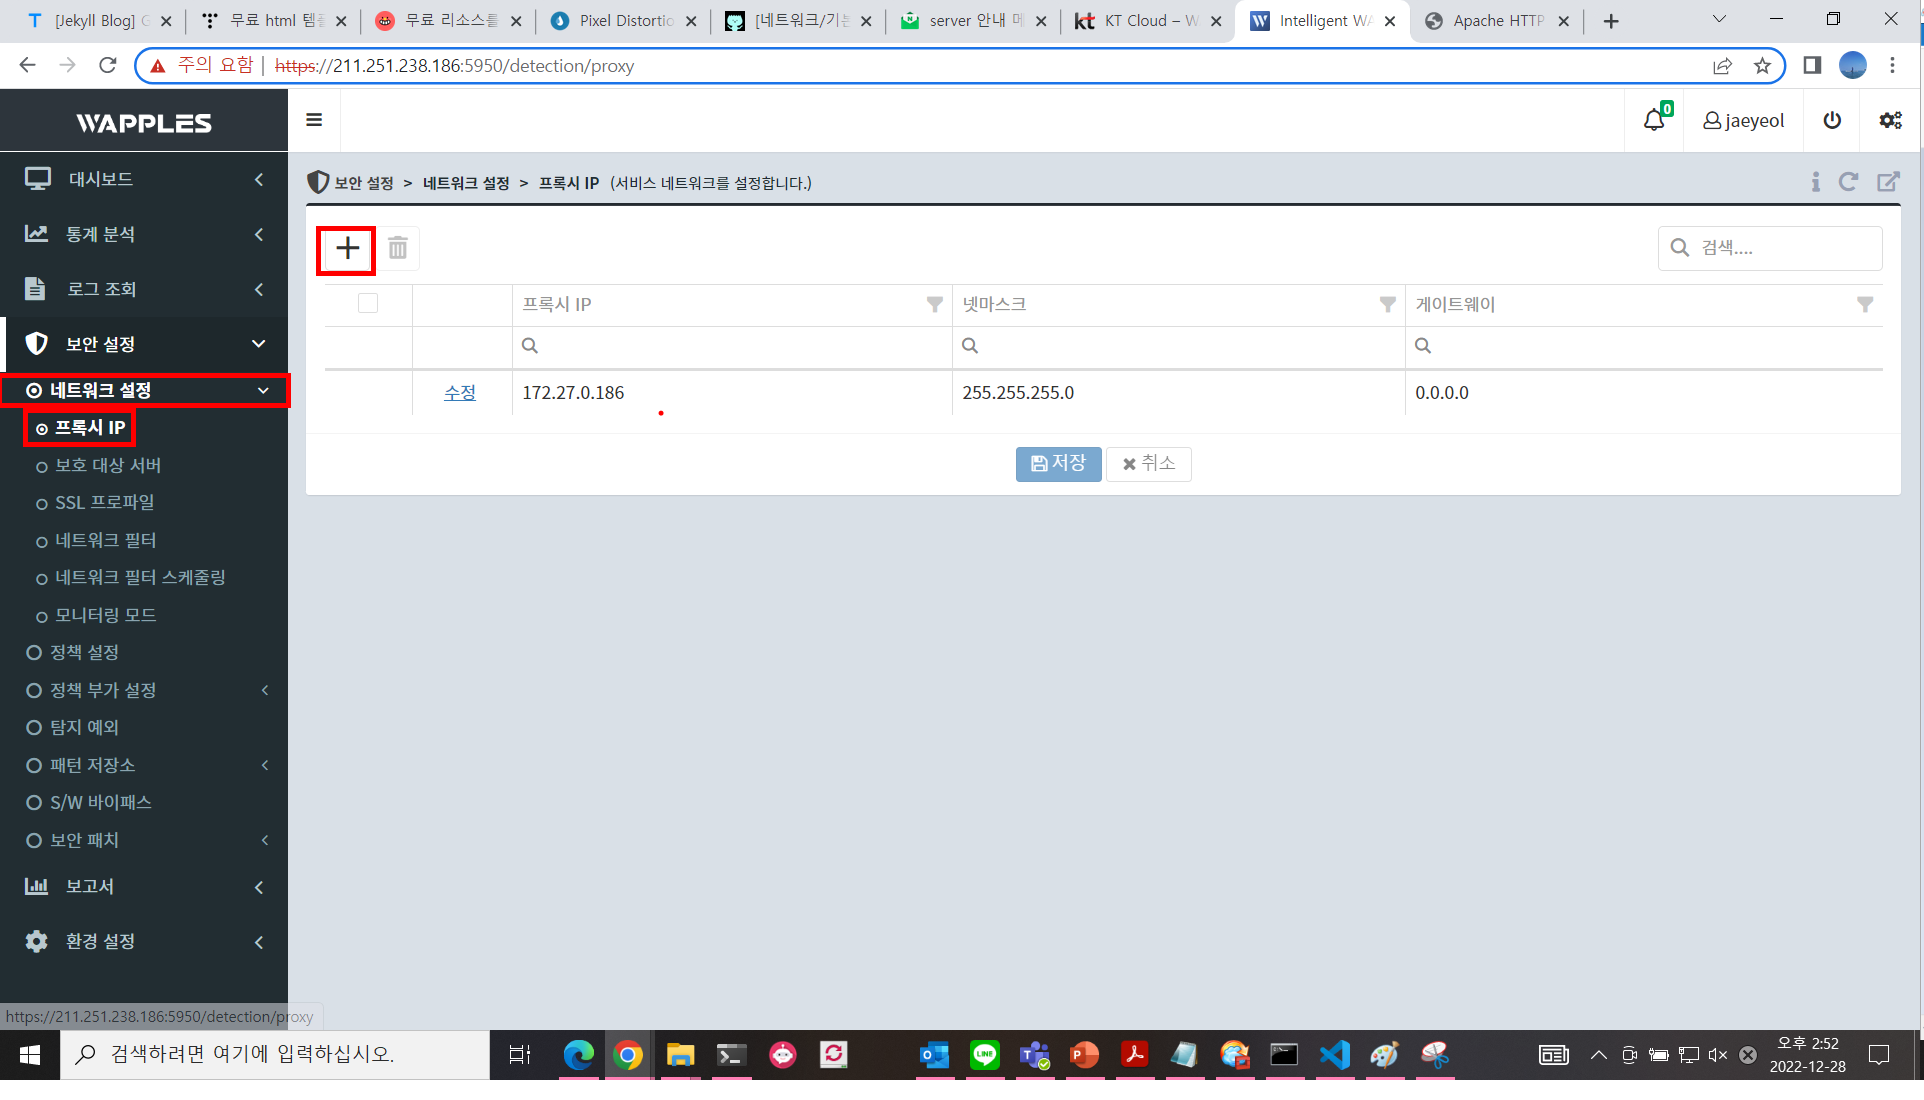 [Jekyll Blog] G
무료 html 템플
무료 리소스를
Pixel Distortio
[네트워크/기본
server 안내 메
KT Cloud – W
Intelligent WA
Apache HTTP
주의 요함 | https://211.251.238.186:5950/detection/proxy
WAPPLES
0
jaeyeol
대시보드
통계 분석
로그 조회
보안 설정
네트워크 설정
프록시 IP
보호 대상 서버
SSL 프로파일
네트워크 필터
네트워크 필터 스케줄링
모니터링 모드
정책 설정
정책 부가 설정
탐지 예외
패턴 저장소
S/W 바이패스
보안 패치
보고서
환경 설정
보안 설정 > 네트워크 설정 > 프록시 IP (서비스 네트워크를 설정합니다.)
검색....
프록시 IP 넷마스크 게이트웨이
수정 172.27.0.186 255.255.255.0 0.0.0.0
저장 취소
https://211.251.238.186:5950/detection/proxy
검색하려면 여기에 입력하십시오.
오후 2:52
2022-12-28